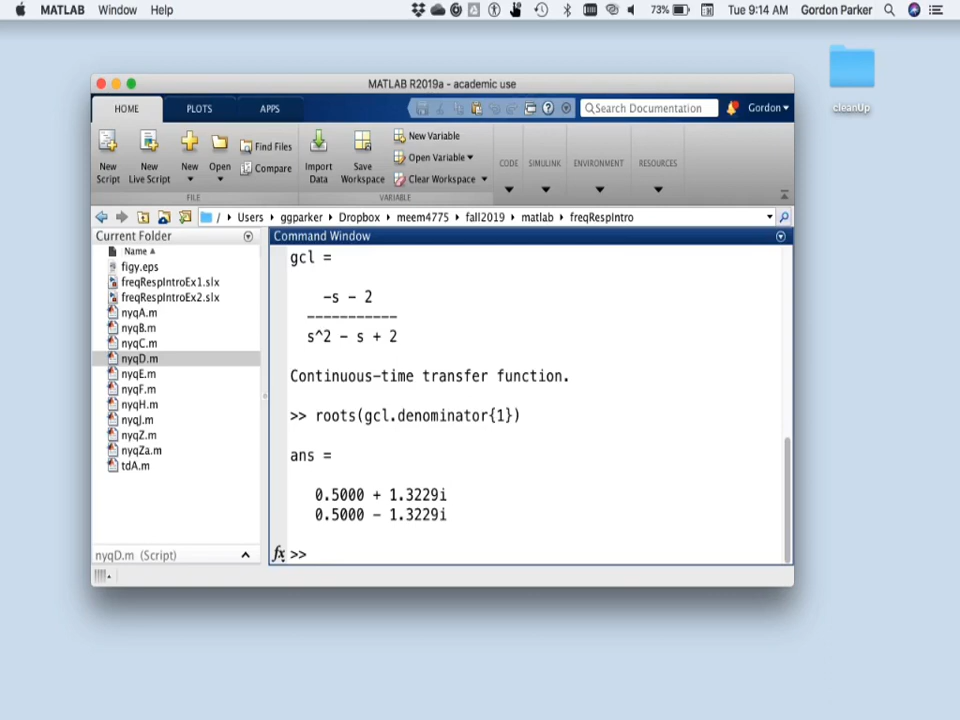 MATLAB Window Help 73% Tue 9:14 AM Gordon Parker
cleanUp
MATLAB R2019a - academic use
HOME PLOTS APPS Search Documentation Gordon
New Script
New Live Script
New
Open
Find Files
Compare
Import Data
Save Workspace
New Variable
Open Variable
Clear Workspace
CODE SIMULINK ENVIRONMENT RESOURCES
FILE VARIABLE
/ Users ggparker Dropbox meem4775 fall2019 matlab freqRespIntro
Current Folder
Name
figy.eps
freqRespIntroEx1.slx
freqRespIntroEx2.slx
nyqA.m
nyqB.m
nyqC.m
nyqD.m
nyqE.m
nyqF.m
nyqH.m
nyqJ.m
nyqZ.m
nyqZa.m
tdA.m
nyqD.m (Script)
Command Window
gcl =
-s - 2
-----------
s^2 - s + 2
Continuous-time transfer function.
>> roots(gcl.denominator{1})
ans =
0.5000 + 1.3229i
0.5000 - 1.3229i
fx >>